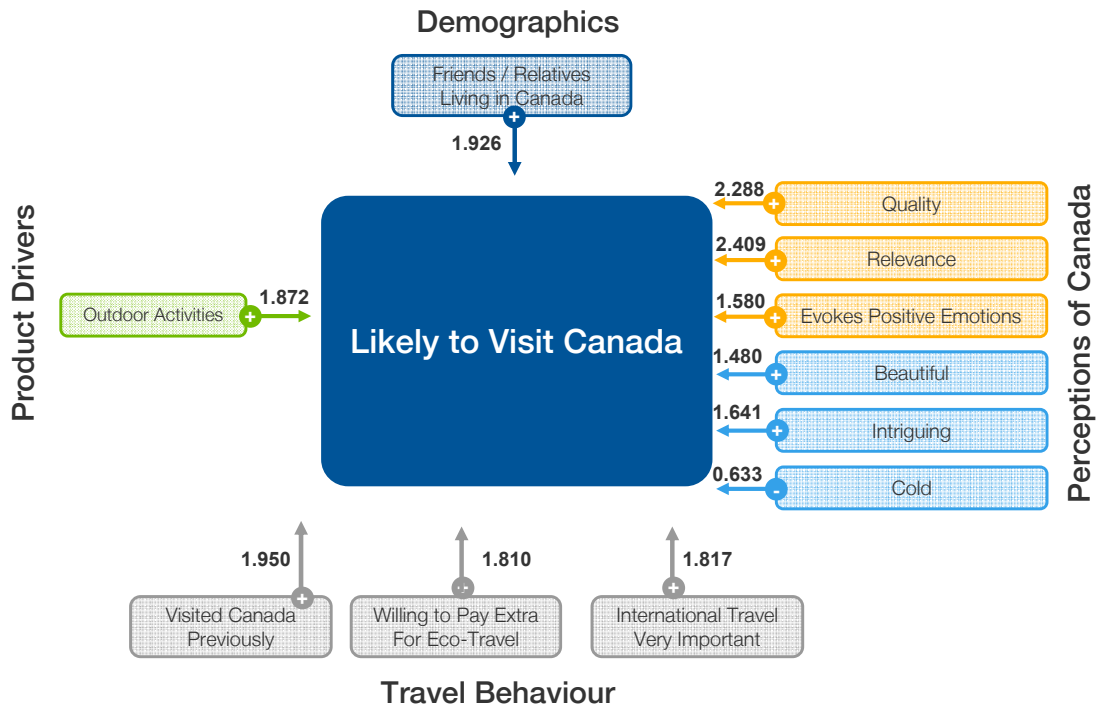 Demographics
Friends / Relatives
Living in Canada
+
1.926
Product Drivers
Outdoor Activities
+
1.872
Likely to Visit Canada
Perceptions of Canada
2.288
+
Quality
2.409
+
Relevance
1.580
+
Evokes Positive Emotions
1.480
+
Beautiful
1.641
+
Intriguing
0.633
-
Cold
1.950
+
Visited Canada
Previously
1.810
Willing to Pay Extra
For Eco-Travel
1.817
+
International Travel
Very Important
Travel Behaviour